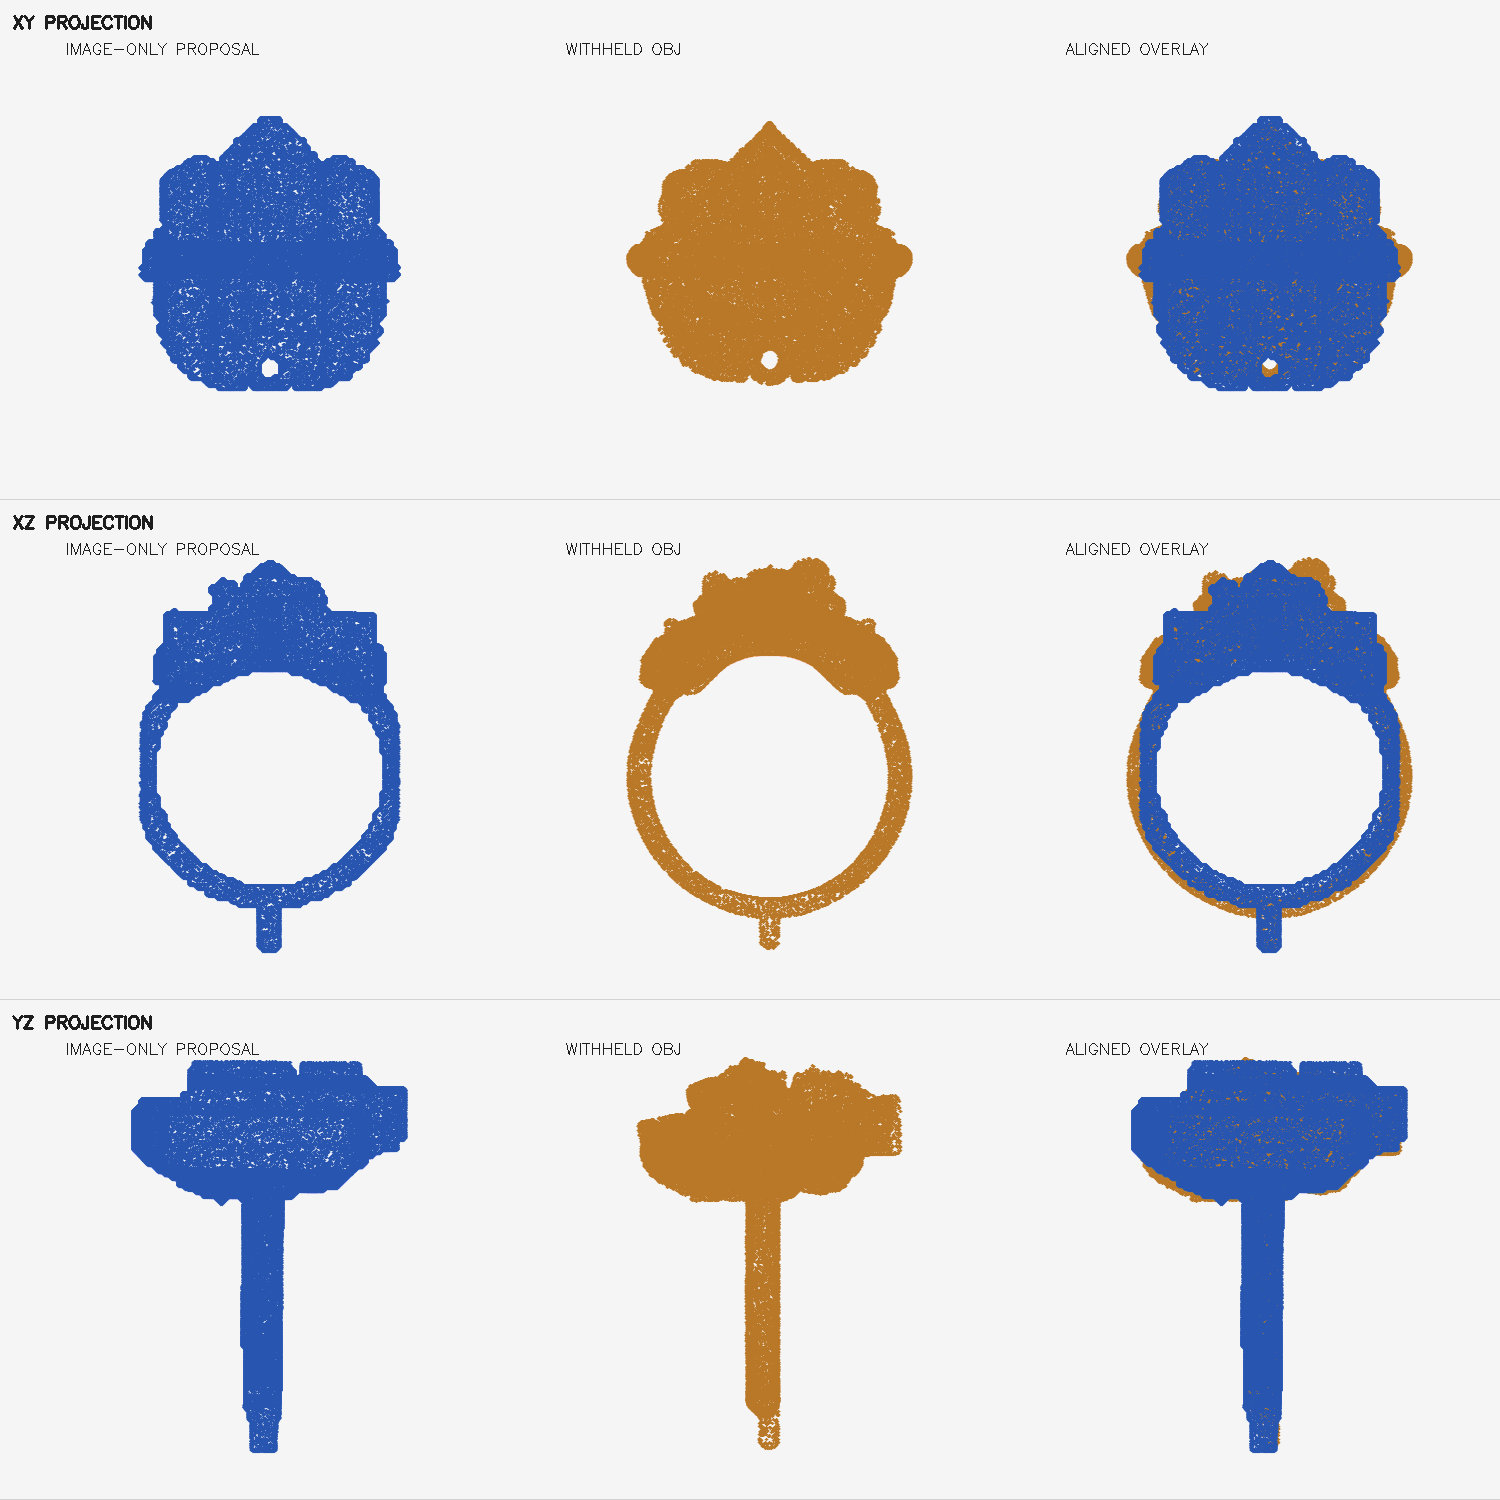 XY PROJECTION
IMAGE-ONLY PROPOSAL WITHHELD OBJ ALIGNED OVERLAY
XZ PROJECTION
IMAGE-ONLY PROPOSAL WITHHELD OBJ ALIGNED OVERLAY
YZ PROJECTION
IMAGE-ONLY PROPOSAL WITHHELD OBJ ALIGNED OVERLAY